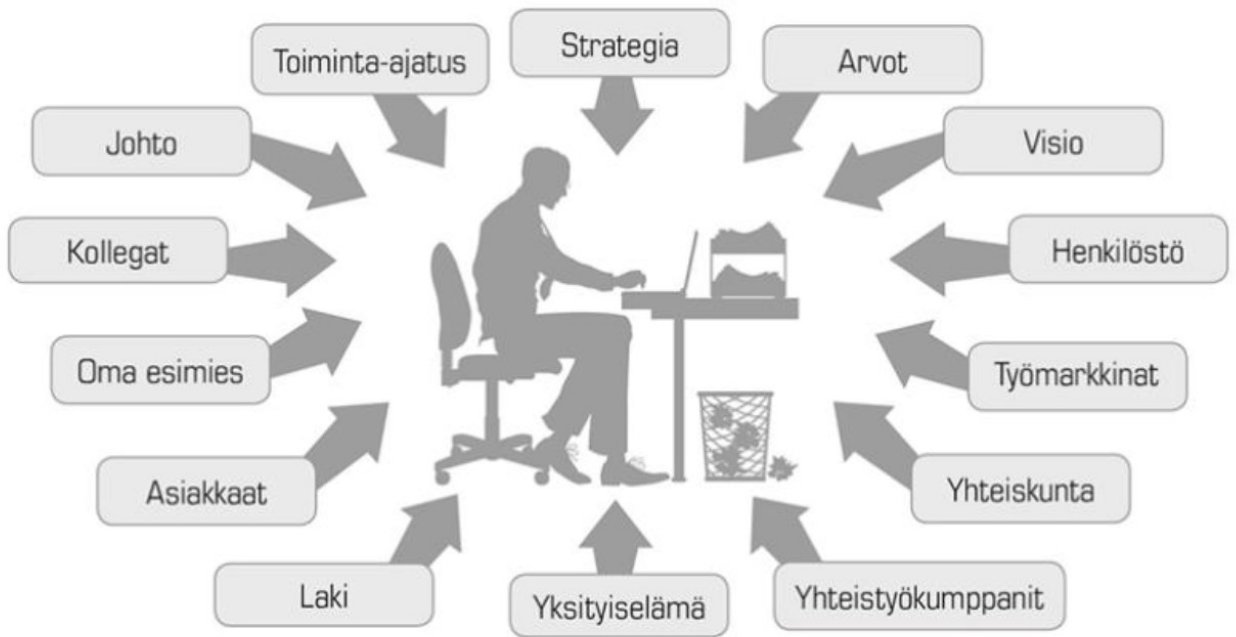 Strategia
Toiminta-ajatus
Arvot
Johto
Visio
Kollegat
Henkilöstö
Oma esimies
Työmarkkinat
Asiakkaat
Yhteiskunta
Laki
Yksityiselämä
Yhteistyökumppanit